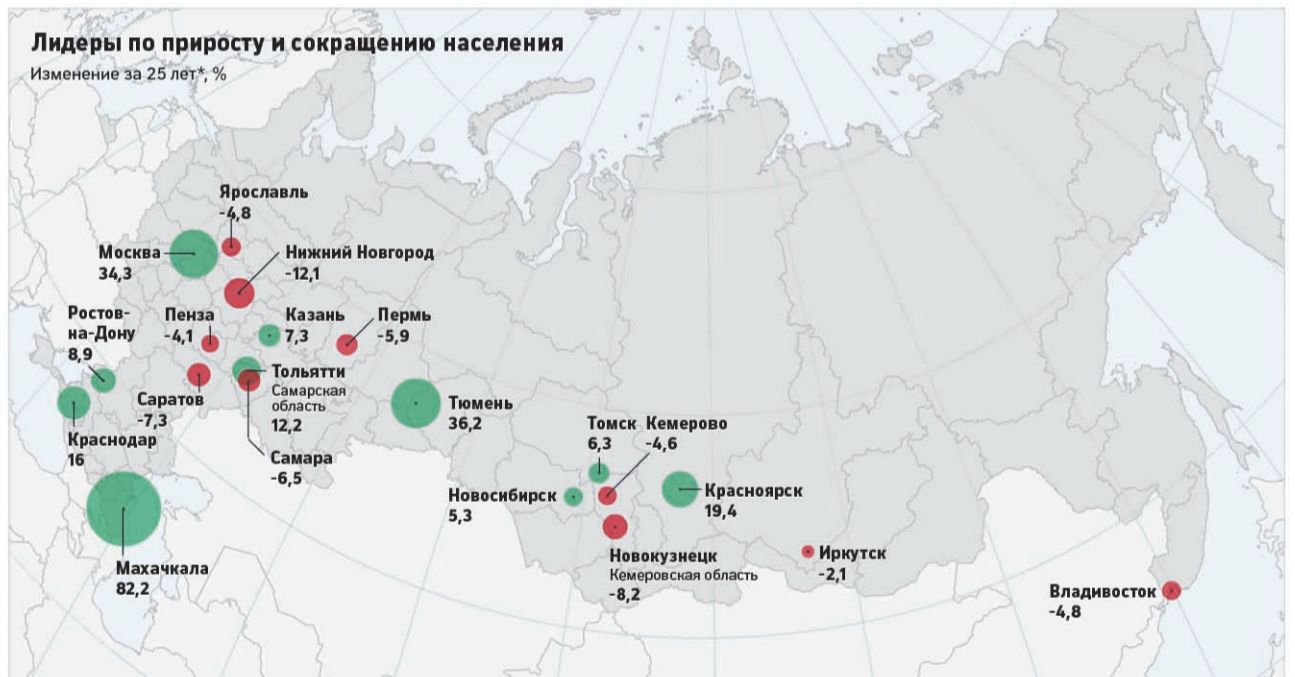 Лидеры по приросту и сокращению населения
Изменение за 25 лет*, %
Ярославль
-4,8
Москва
34,3
Нижний Новгород
-12,1
Ростов-
на-Дону
8,9
Пенза
-4,1
Казань
7,3
Пермь
-5,9
Саратов
-7,3
Тольятти
Самарская
область
12,2
Тюмень
36,2
Краснодар
16
Самара
-6,5
Томск
6,3
Кемерово
-4,6
Новосибирск
5,3
Красноярск
19,4
Махачкала
82,2
Новокузнецк
Кемеровская область
-8,2
Иркутск
-2,1
Владивосток
-4,8